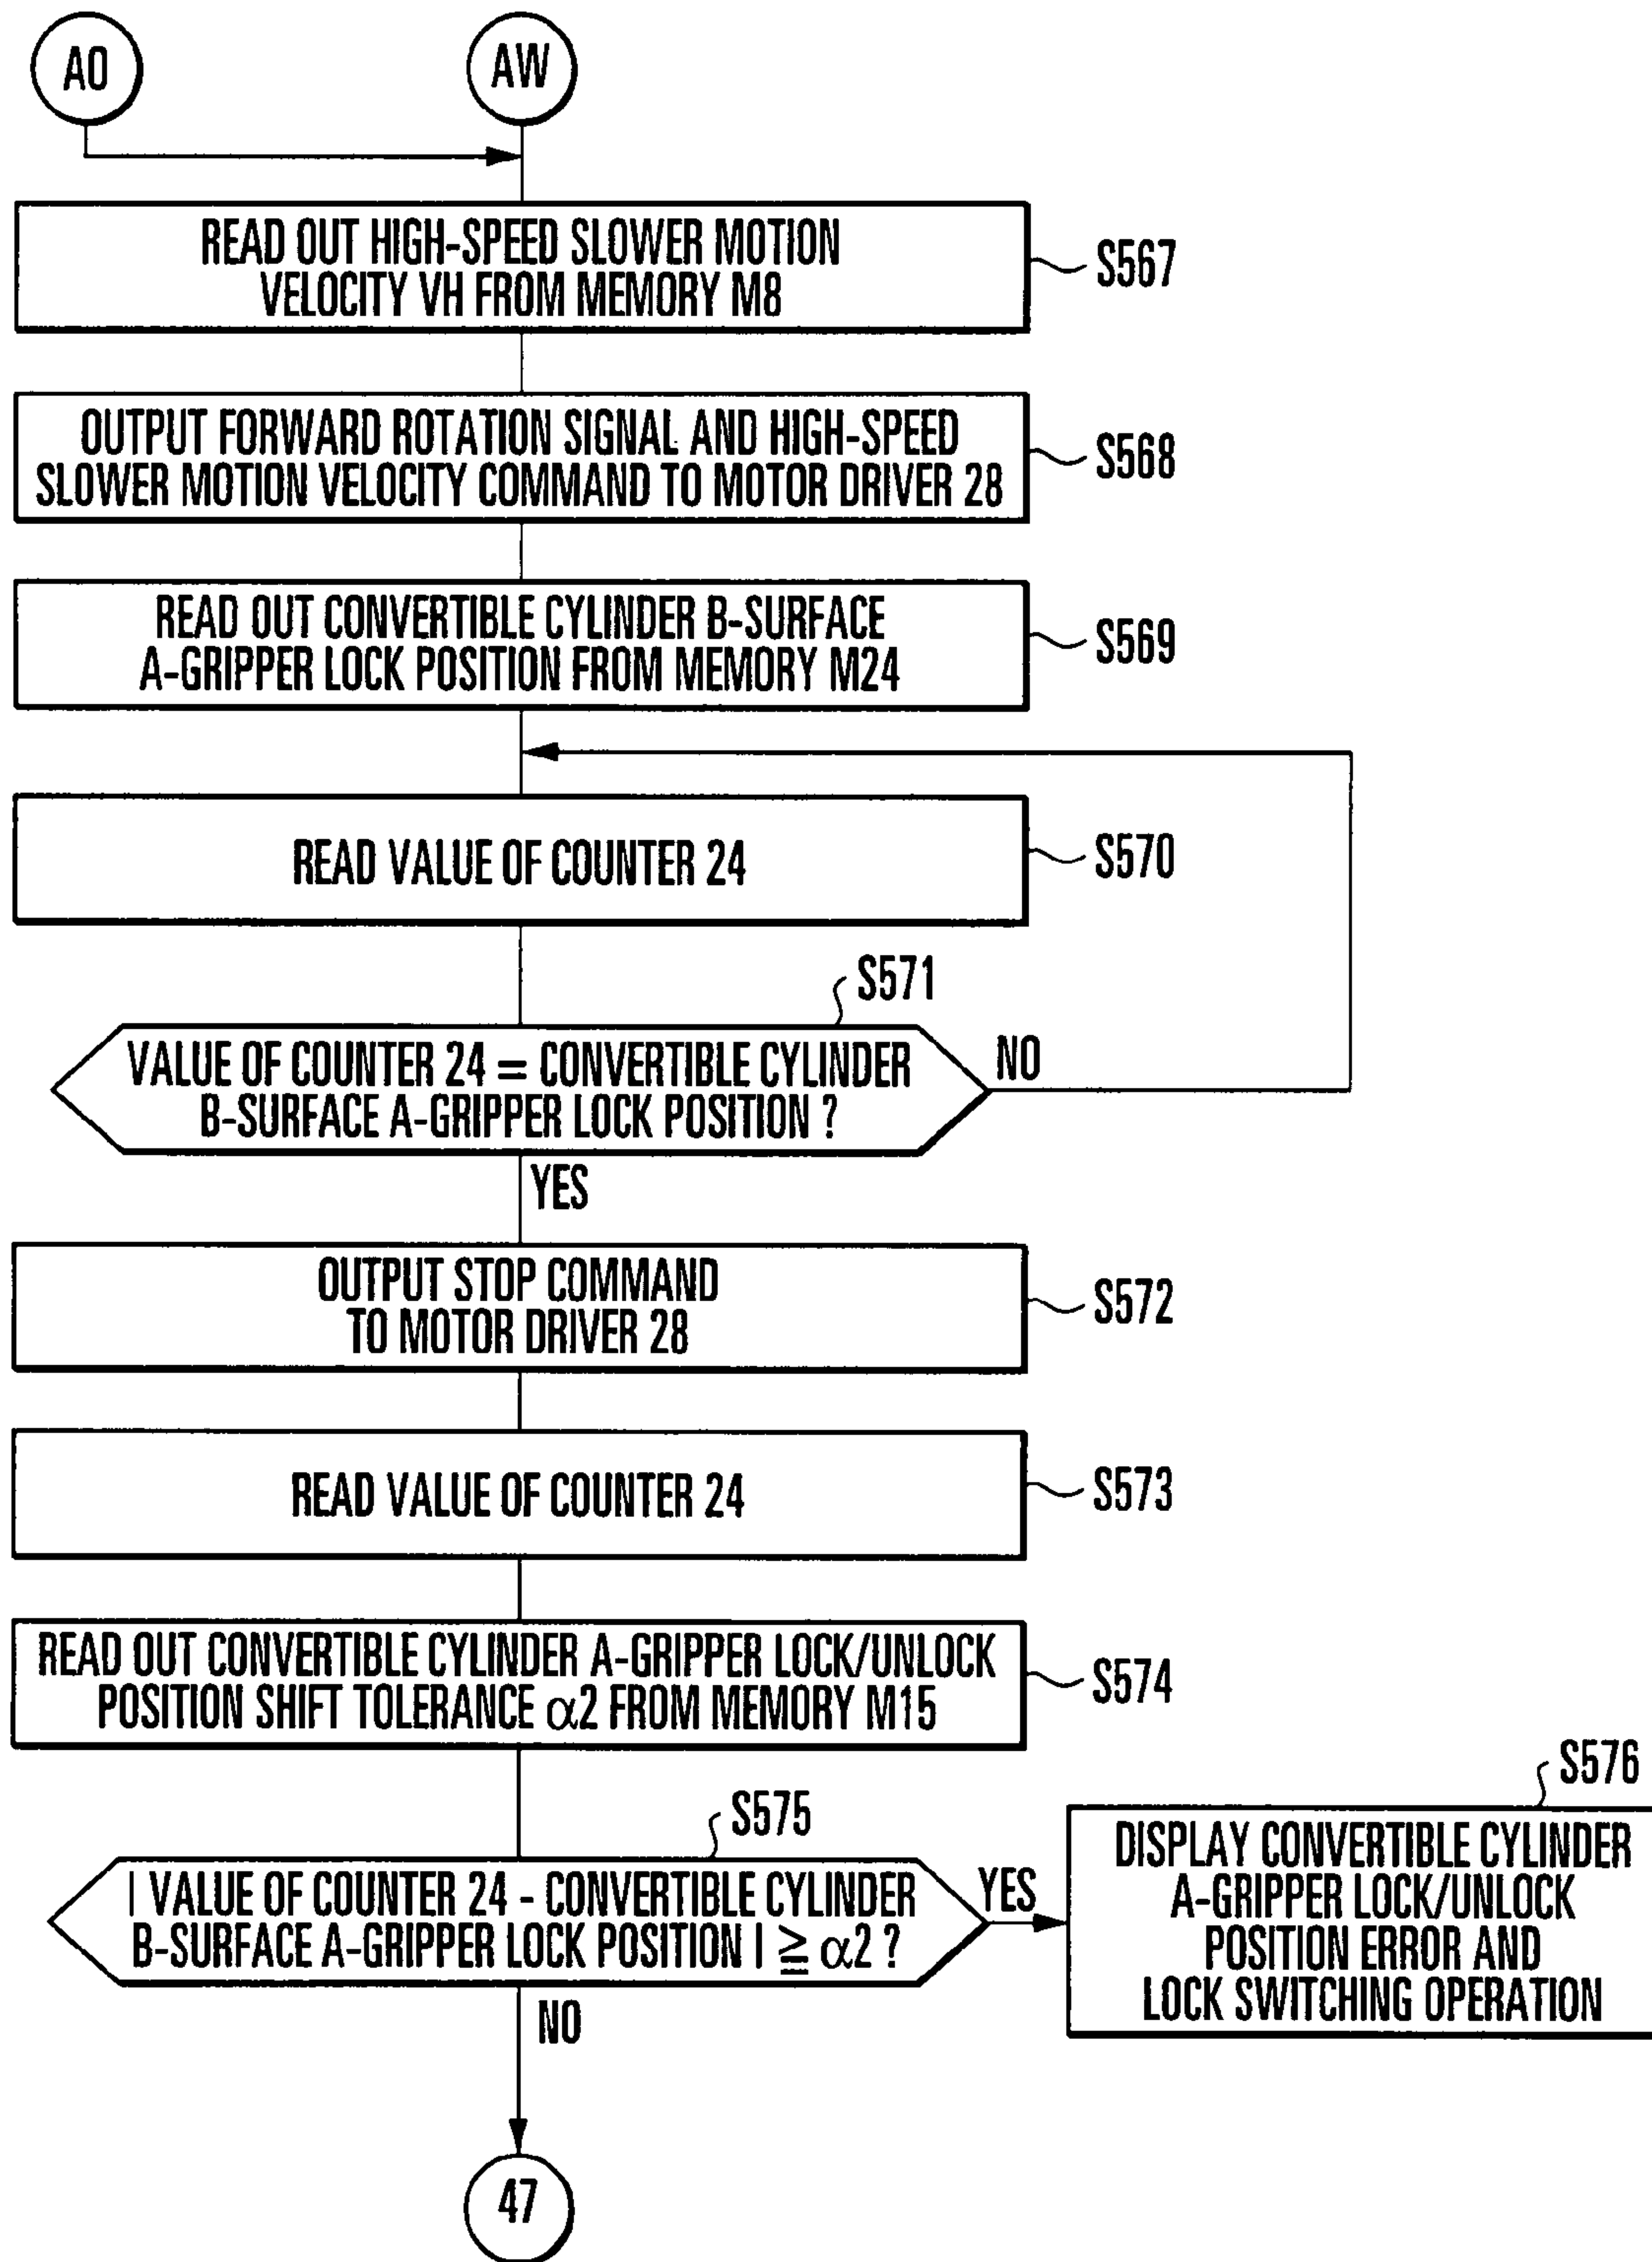 A0
AW
READ OUT HIGH-SPEED SLOWER MOTION
VELOCITY VH FROM MEMORY M8
S567
OUTPUT FORWARD ROTATION SIGNAL AND HIGH-SPEED
SLOWER MOTION VELOCITY COMMAND TO MOTOR DRIVER 28
S568
READ OUT CONVERTIBLE CYLINDER B-SURFACE
A-GRIPPER LOCK POSITION FROM MEMORY M24
S569
READ VALUE OF COUNTER 24
S570
S571
VALUE OF COUNTER 24 = CONVERTIBLE CYLINDER
B-SURFACE A-GRIPPER LOCK POSITION ?
NO
YES
OUTPUT STOP COMMAND
TO MOTOR DRIVER 28
S572
READ VALUE OF COUNTER 24
S573
READ OUT CONVERTIBLE CYLINDER A-GRIPPER LOCK/UNLOCK
POSITION SHIFT TOLERANCE α2 FROM MEMORY M15
S574
S575
| VALUE OF COUNTER 24 - CONVERTIBLE CYLINDER
B-SURFACE A-GRIPPER LOCK POSITION | ≧ α2 ?
YES
NO
S576
DISPLAY CONVERTIBLE CYLINDER
A-GRIPPER LOCK/UNLOCK
POSITION ERROR AND
LOCK SWITCHING OPERATION
47